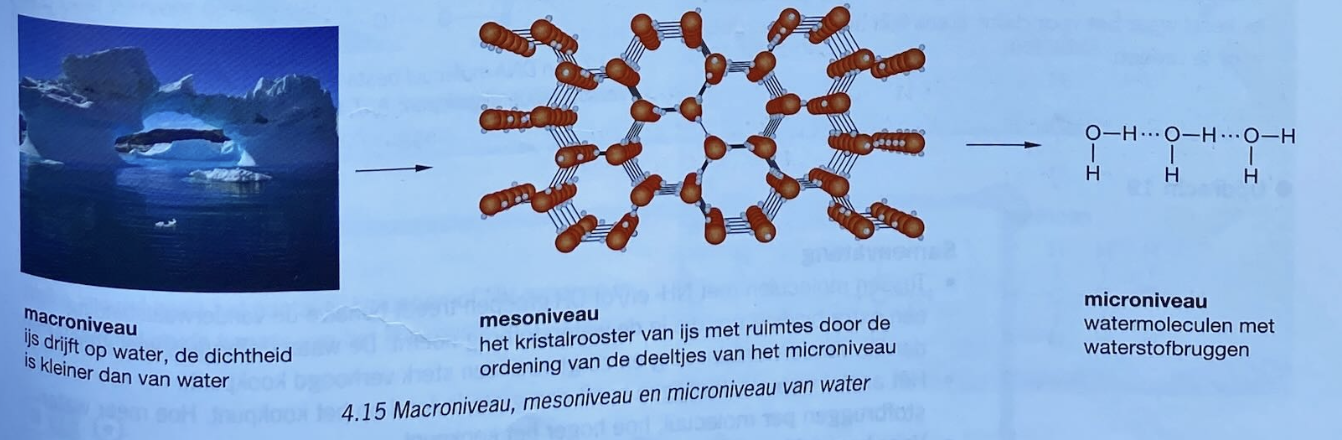 O–H···O–H···O–H
H H H
macroniveau
ijs drijft op water, de dichtheid
is kleiner dan van water
mesoniveau
het kristalrooster van ijs met ruimtes door de
ordening van de deeltjes van het microniveau
microniveau
watermoleculen met
waterstofbruggen
4.15 Macroniveau, mesoniveau en microniveau van water